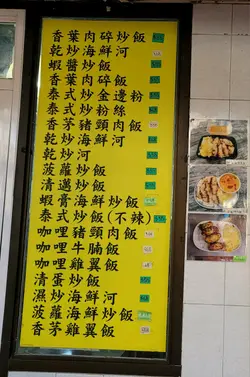 香葉肉碎炒飯
乾炒海鮮河
蝦醬炒飯
香葉肉碎飯
泰式炒金邊粉
泰式炒粉絲
香茅豬頸肉飯
乾炒海鮮河
乾炒河
菠蘿炒飯
清邁炒飯
蝦膏海鮮炒飯
泰式炒飯(不辣)
咖哩豬頸肉飯
咖哩牛腩飯
咖哩雞翼飯
清蛋炒飯
濕炒海鮮河
菠蘿海鮮炒飯
香茅雞翼飯